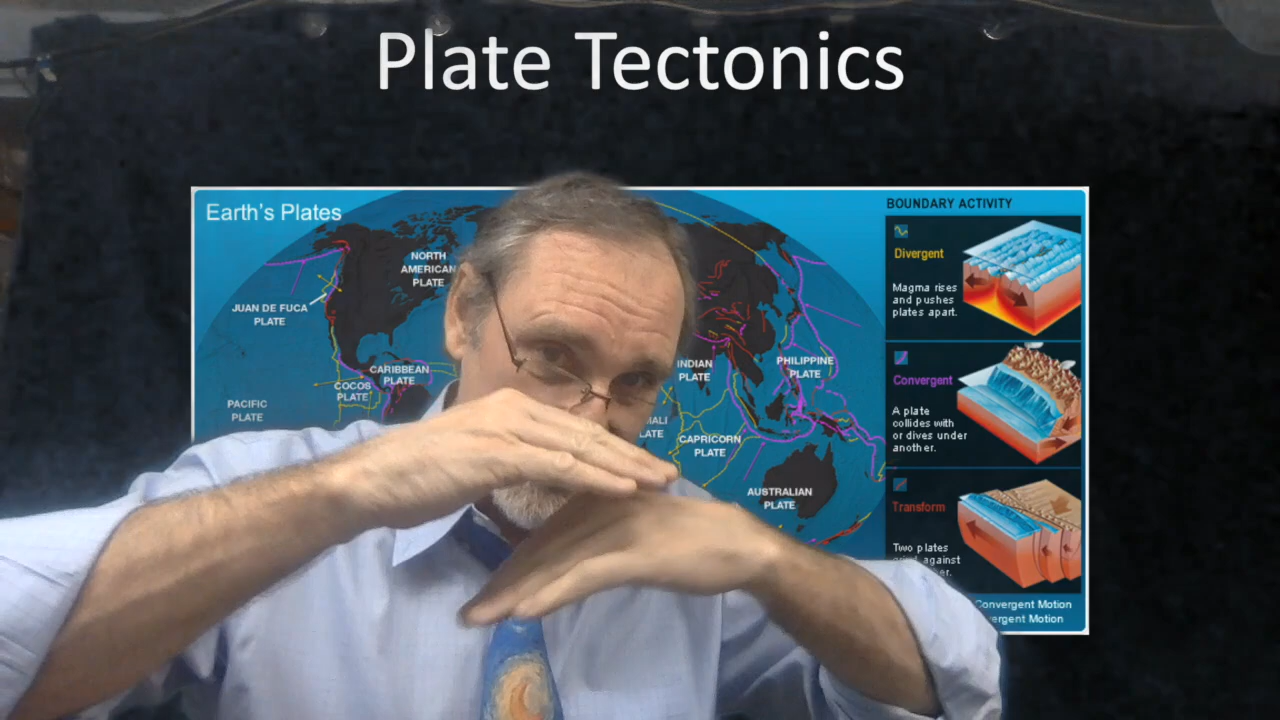 Plate Tectonics
Earth's Plates
NORTH
AMERICAN
PLATE
JUAN DE FUCA
PLATE
CARIBBEAN
PLATE
COCOS
PLATE
PACIFIC
PLATE
INDIAN
PLATE
PHILIPPINE
PLATE
CAPRICORN
PLATE
AUSTRALIAN
PLATE
BOUNDARY ACTIVITY
Divergent
Magma rises
and pushes
plates apart.
Convergent
A plate
collides with
or dives under
another.
Transform
Two plates
against
Convergent Motion
Motion